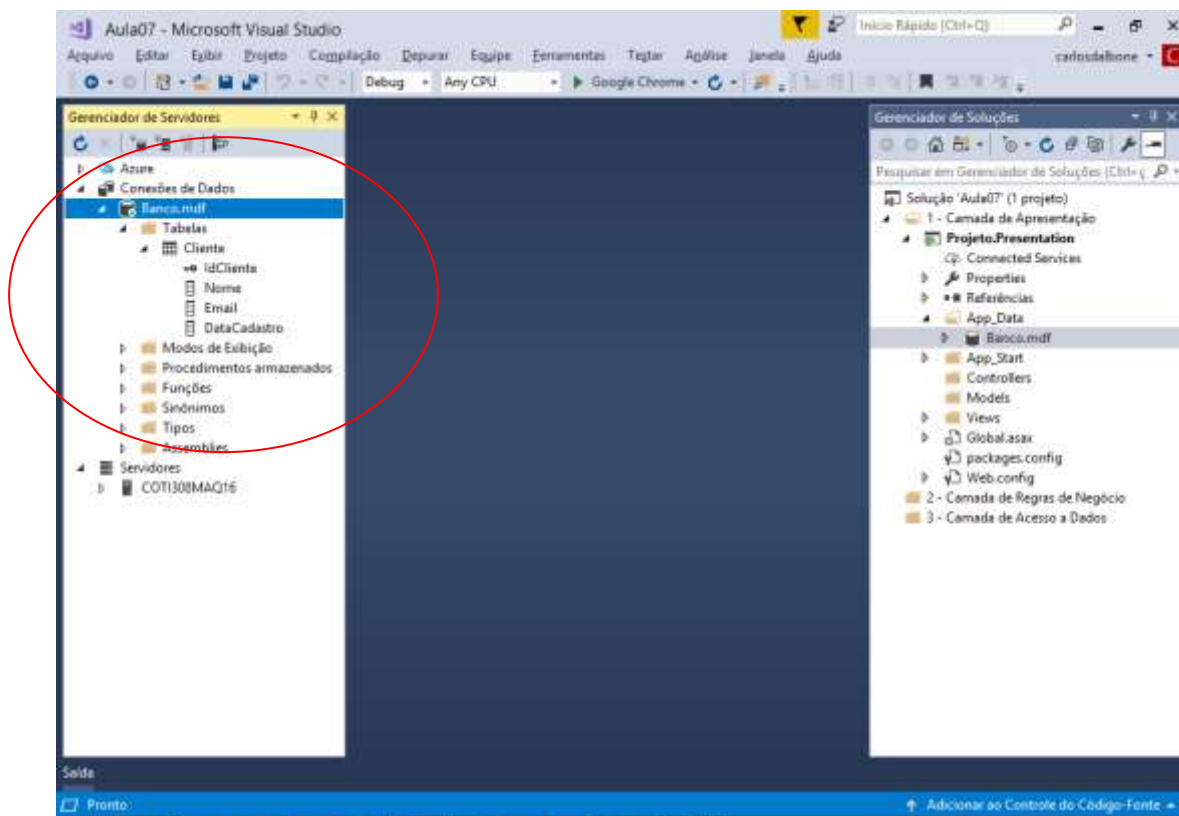 Aula07 - Microsoft Visual Studio
Início Rápido (Ctrl+Q)
Arquivo Editar Exibir Projeto Compilação Depurar Equipe Ferramentas Testar Análise Janela Ajuda
carlosdelbone
C
Debug Any CPU Google Chrome
Gerenciador de Servidores
Azure
Conexões de Dados
Banco.mdf
Tabelas
Cliente
IdCliente
Nome
Email
DataCadastro
Modos de Exibição
Procedimentos armazenados
Funções
Sinônimos
Tipos
Assemblies
Servidores
COTI308MAQ16
Gerenciador de Soluções
Pesquisar em Gerenciador de Soluções (Ctrl+ç
Solução 'Aula07' (1 projeto)
1 - Camada de Apresentação
Projeto.Presentation
Connected Services
Properties
Referências
App_Data
Banco.mdf
App_Start
Controllers
Models
Views
Global.asax
packages.config
Web.config
2 - Camada de Regras de Negócio
3 - Camada de Acesso a Dados
Saída
Pronto
Adicionar ao Controle do Código-Fonte